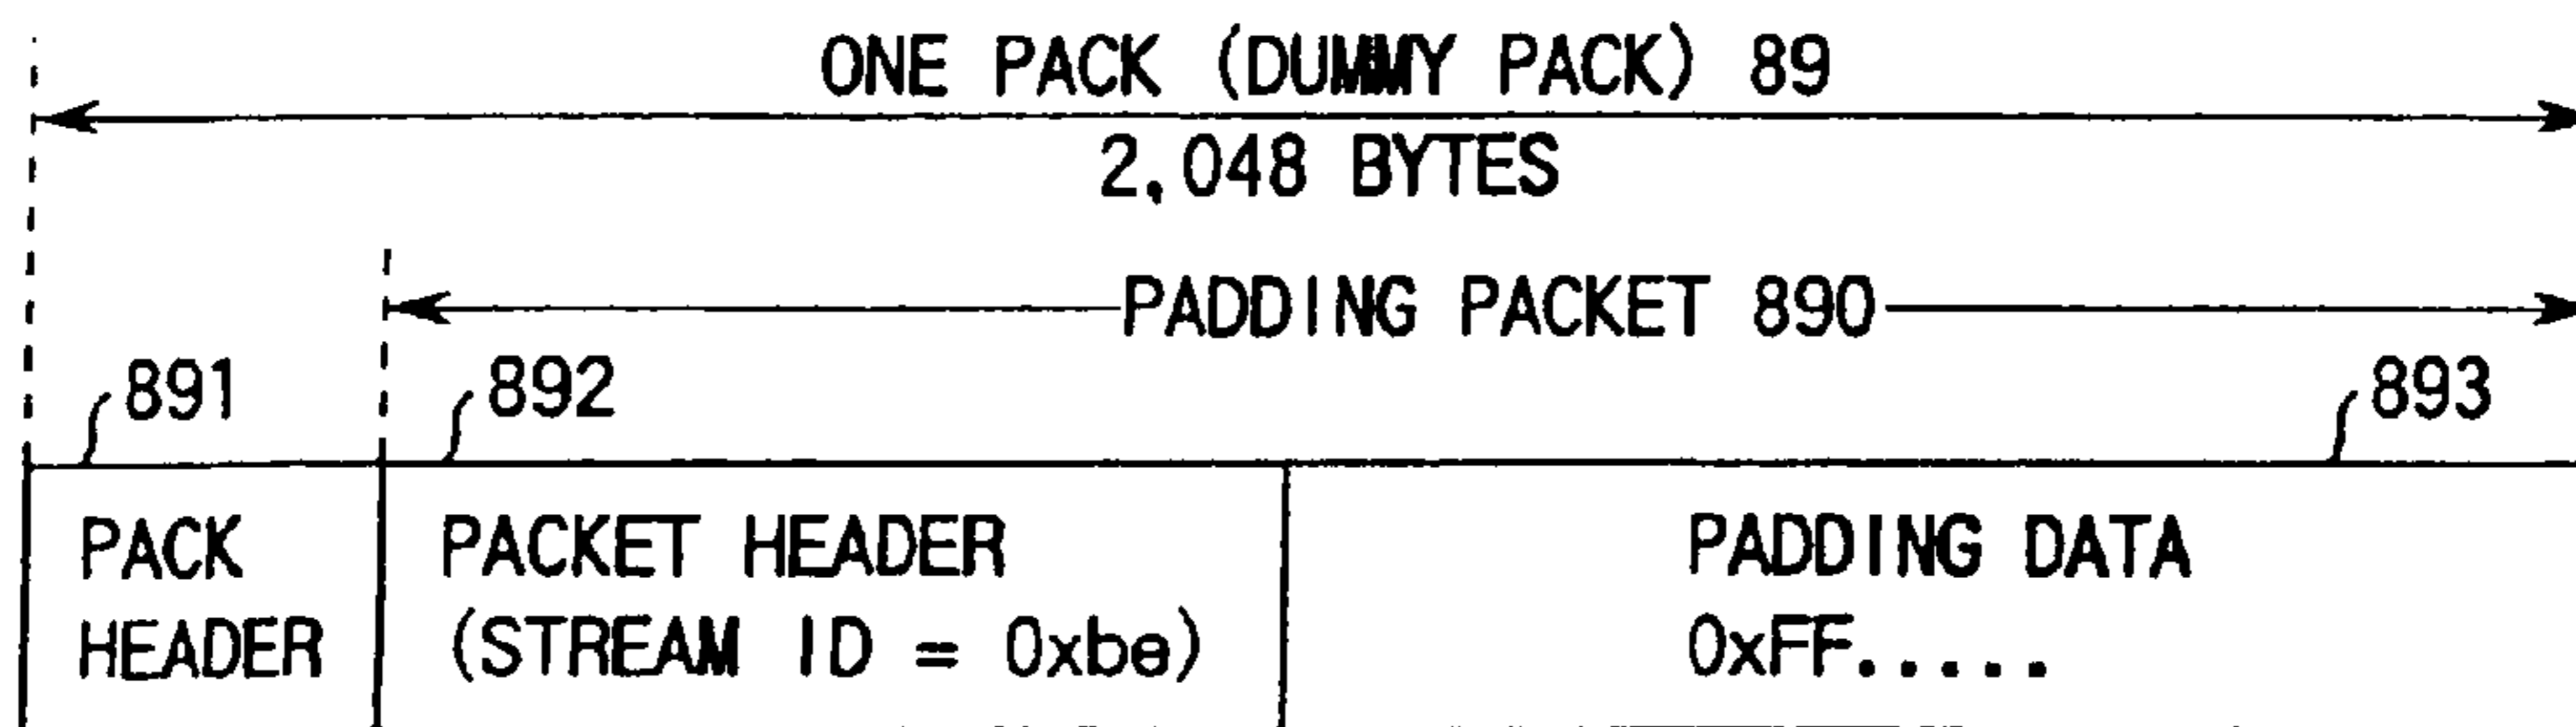 ONE PACK (DUMMY PACK) 89
2,048 BYTES
PADDING PACKET 890
891 892 893
PACK HEADER
PACKET HEADER (STREAM ID = 0xbe)
PADDING DATA 0xFF.....